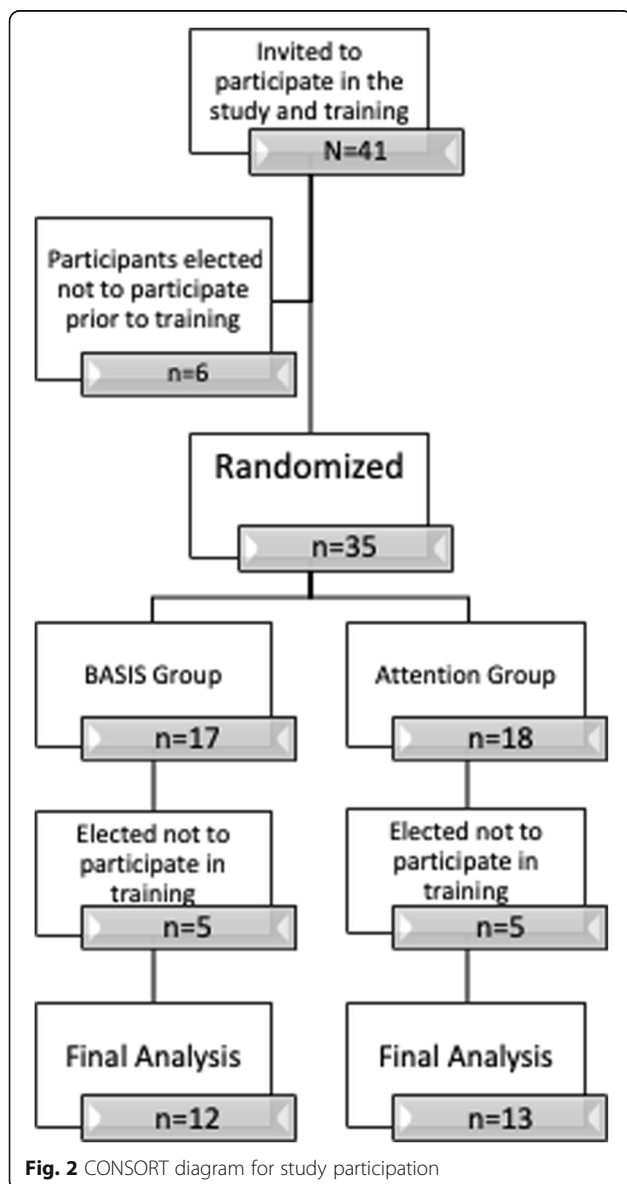 Invited to
participate in the
study and training
N=41
Participants elected
not to participate
prior to training
n=6
Randomized
n=35
BASIS Group
n=17
Attention Group
n=18
Elected not to
participate in
training
n=5
Elected not to
participate in
training
n=5
Final Analysis
n=12
Final Analysis
n=13
Fig. 2 CONSORT diagram for study participation